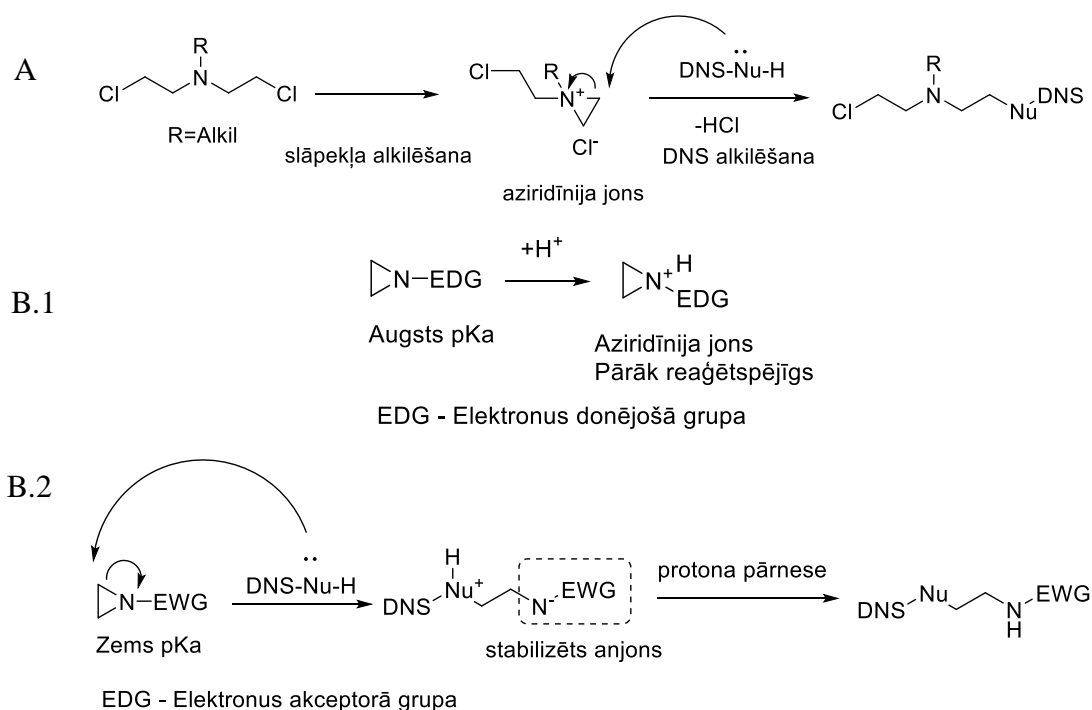 A
R
N
Cl
Cl
R=Alkil
slāpekļa alkilēšana
Cl
R
N+
Cl-
aziridīnija jons
DNS-Nu-H
-HCl
DNS alkilēšana
R
N
Cl
Nu
DNS
B.1
N-EDG
Augsts pKa
+H+
H
N+
EDG
Aziridīnija jons
Pārāk reaģētspējīgs
EDG - Elektronus donējošā grupa
B.2
N-EWG
Zems pKa
DNS-Nu-H
H
Nu+
DNS
N-
EWG
stabilizēts anjons
protona pārnese
DNS
Nu
N
H
EWG
EDG - Elektronus akceptorā grupa